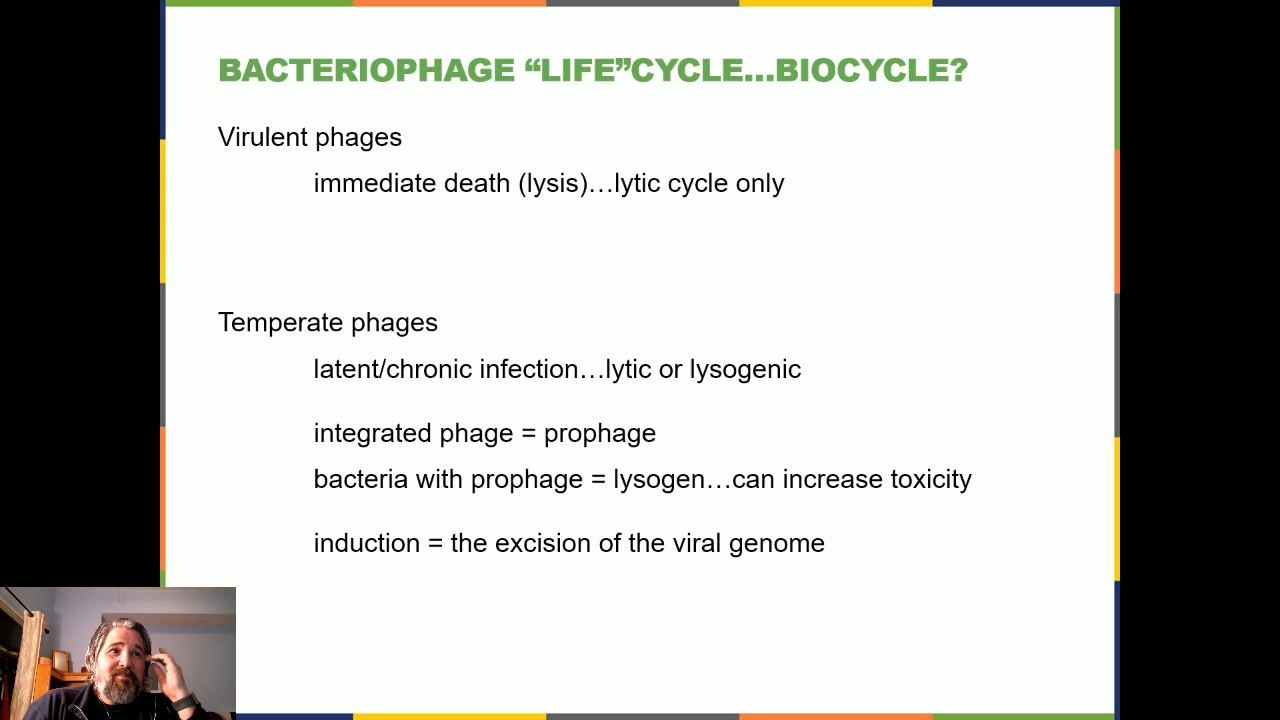 BACTERIOPHAGE “LIFE”CYCLE…BIOCYCLE?
Virulent phages
immediate death (lysis)…lytic cycle only
Temperate phages
latent/chronic infection…lytic or lysogenic
integrated phage = prophage
bacteria with prophage = lysogen…can increase toxicity
induction = the excision of the viral genome